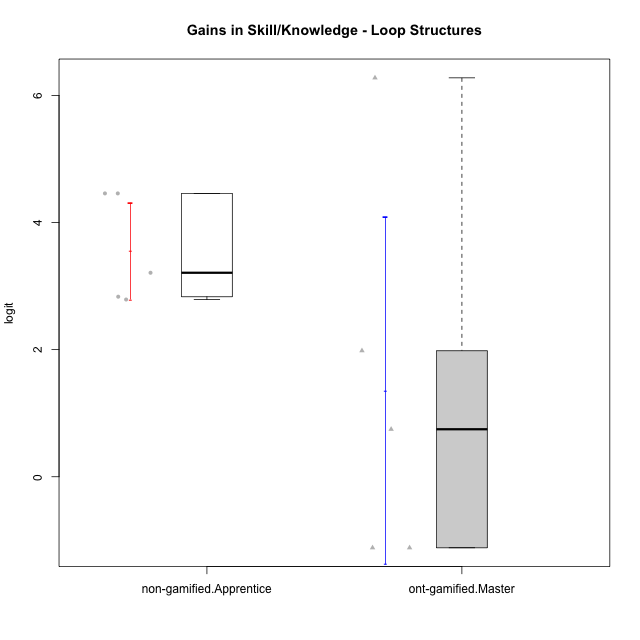 Gains in Skill/Knowledge - Loop Structures
6
4
2
0
logit
non-gamified.Apprentice
ont-gamified.Master